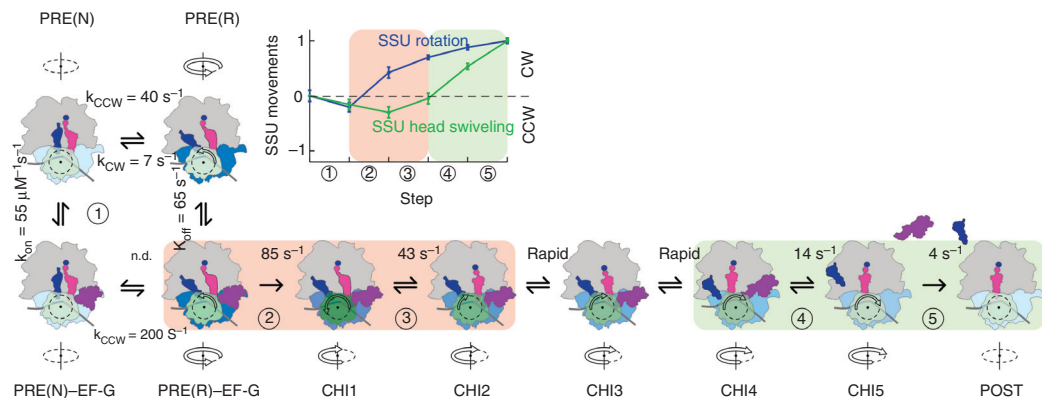 PRE(N)
PRE(R)
k_CCW = 40 s⁻¹
k_CW = 7 s⁻¹
k_on = 55 µM⁻¹s⁻¹
K_off = 65 s⁻¹
①
SSU movements
1
0
−1
SSU rotation
SSU head swiveling
CW
CCW
① ② ③ ④ ⑤
Step
n.d.
k_CCW = 200 S⁻¹
85 s⁻¹
②
43 s⁻¹
③
Rapid
Rapid
14 s⁻¹
④
4 s⁻¹
⑤
PRE(N)–EF-G
PRE(R)–EF-G
CHI1
CHI2
CHI3
CHI4
CHI5
POST